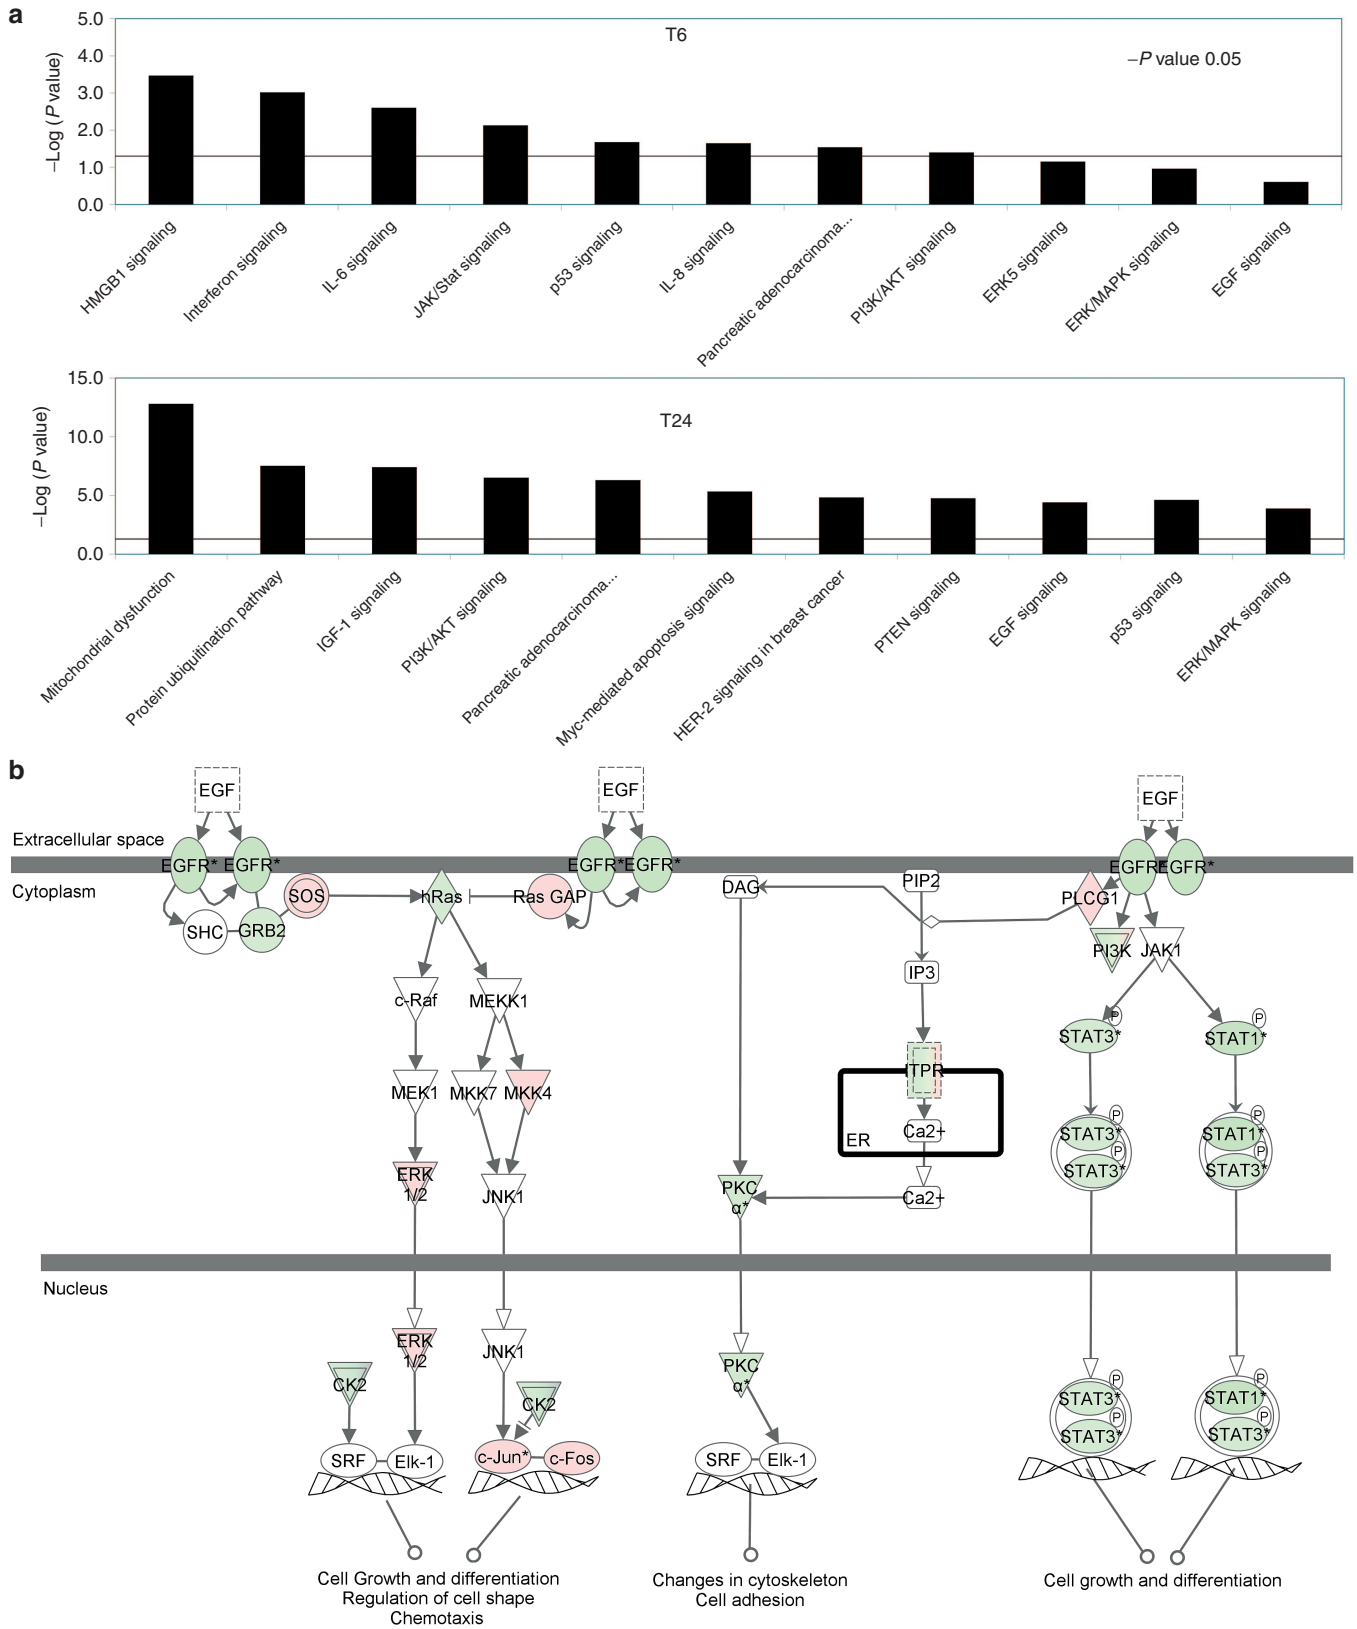 a
5.0
4.0
3.0
2.0
1.0
0.0
–Log (P value)
T6
–P value 0.05
HMGB1 signaling
Interferon signaling
IL-6 signaling
JAK/Stat signaling
p53 signaling
IL-8 signaling
Pancreatic adenocarcinoma...
PI3K/AKT signaling
ERK5 signaling
ERK/MAPK signaling
EGF signaling
15.0
10.0
5.0
0.0
–Log (P value)
T24
Mitochondrial dysfunction
Protein ubiquitination pathway
IGF-1 signaling
PI3K/AKT signaling
Pancreatic adenocarcinoma...
Myc-mediated apoptosis signaling
HER-2 signaling in breast cancer
PTEN signaling
EGF signaling
p53 signaling
ERK/MAPK signaling
b
EGF
EGF
EGF
Extracellular space
EGFR*
EGFR*
EGFR*
EGFR*
EGFR*
EGFR*
Cytoplasm
SOS
hRas
Ras GAP
DAG
PIP2
PLCG1
SHC
GRB2
PI3K
JAK1
c-Raf
MEKK1
IP3
P
STAT3*
P
STAT1*
MEK1
MKK7
MKK4
ITPR
ER
Ca2+
P
STAT3*
P
STAT3*
P
STAT1*
P
STAT3*
ERK
1/2
JNK1
PKC
α*
Ca2+
Nucleus
ERK
1/2
JNK1
PKC
α*
CK2
CK2
P
STAT3*
P
STAT3*
P
STAT1*
P
STAT3*
SRF
Elk-1
c-Jun*
c-Fos
SRF
Elk-1
Cell Growth and differentiation
Regulation of cell shape
Chemotaxis
Changes in cytoskeleton
Cell adhesion
Cell growth and differentiation